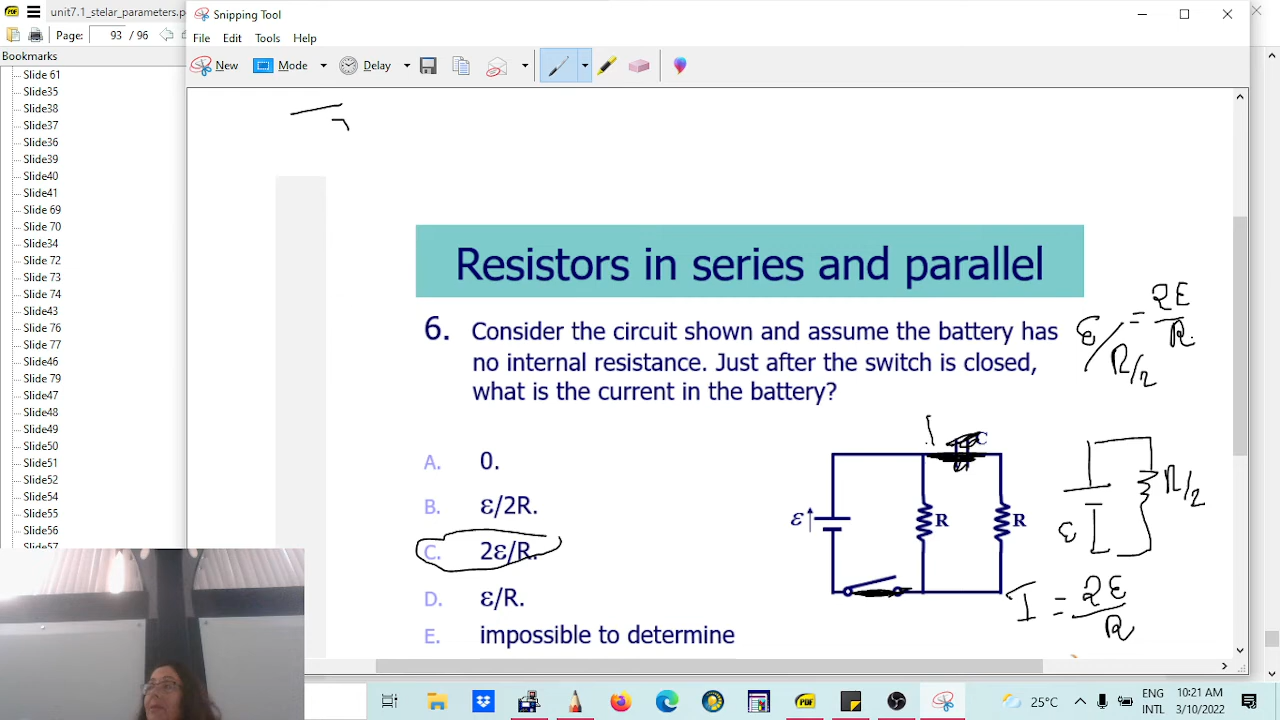 unit7.1_stelar_parameters.p
Snipping Tool
Page: 93 / 96
File Edit Tools Help
Bookmarks
New Mode Delay
Slide 61
Slide35
Slide38
Slide37
Slide36
Slide39
Slide40
Slide41
Slide 69
Slide 70
Slide34
Slide 72
Slide 73
Slide 74
Slide43
Slide 76
Slide 77
Slide46
Slide 79
Slide48
Slide47
Slide49
Slide50
Slide51
Slide52
Slide54
Slide55
Slide56
Slide53
Resistors in series and parallel
6. Consider the circuit shown and assume the battery has
no internal resistance. Just after the switch is closed,
what is the current in the battery?
ε/R/2 = 2ε/R
A. 0.
B. ε/2R.
C. 2ε/R.
D. ε/R.
E. impossible to determine
C
ε R R
ε R/2
I = 2ε/R
25°C ENG 10:21 AM
INTL 3/10/2022